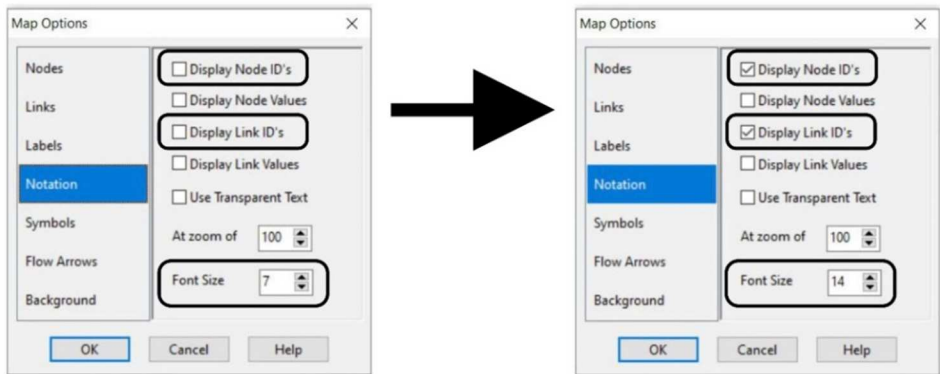 Map Options
Nodes
Links
Labels
Notation
Symbols
Flow Arrows
Background
Display Node ID's
Display Node Values
Display Link ID's
Display Link Values
Use Transparent Text
At zoom of 100
Font Size 7
OK Cancel Help
Map Options
Nodes
Links
Labels
Notation
Symbols
Flow Arrows
Background
Display Node ID's
Display Node Values
Display Link ID's
Display Link Values
Use Transparent Text
At zoom of 100
Font Size 14
OK Cancel Help